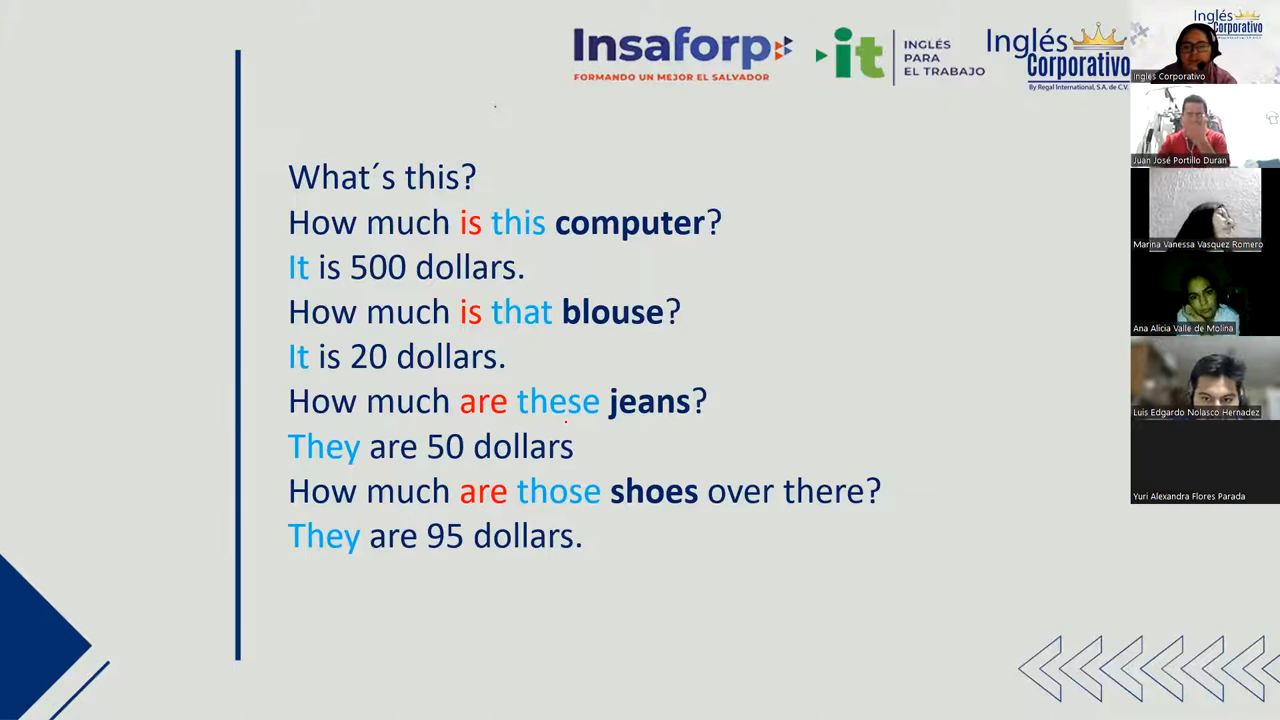 Insaforp
FORMANDO UN MEJOR EL SALVADOR
it
INGLÉS
PARA
EL TRABAJO
Inglés
Corporativo
By Regal International, S.A. de C.V.
What´s this?
How much is this computer?
It is 500 dollars.
How much is that blouse?
It is 20 dollars.
How much are these jeans?
They are 50 dollars
How much are those shoes over there?
They are 95 dollars.
Inglés
Corporativo
Ingles Corporativo
Juan José Portillo Duran
Marina Vanessa Vasquez Romero
Ana Alicia Valle de Molina
Luis Edgardo Nolasco Hernadez
Yuri Alexandra Flores Parada